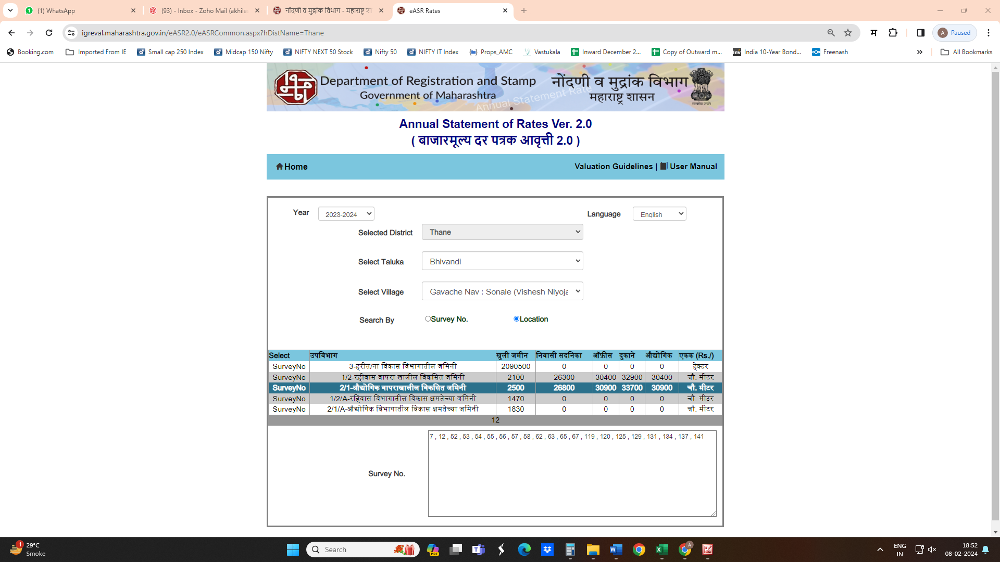 (1) WhatsApp
(93) - Inbox - Zoho Mail (akhiles
नोंदणी व मुद्रांक विभाग - महाराष्ट्र शा
eASR Rates
igreval.maharashtra.gov.in/eASR2.0/eASRCommon.aspx?hDistName=Thane
A Paused
Booking.com
Imported From IE
Small cap 250 Index
Midcap 150 Nifty
NIFTY NEXT 50 Stock
Nifty 50
NIFTY IT Index
Props_AMC
Vastukala
Inward December 2...
Copy of Outward m...
India 10-Year Bond...
Freenash
All Bookmarks
Department of Registration and Stamp
Government of Maharashtra
नोंदणी व मुद्रांक विभाग
महाराष्ट्र शासन
Annual Statement Rate
सत्यमेव जयते
Annual Statement of Rates Ver. 2.0
( बाजारमूल्य दर पत्रक आवृत्ती 2.0 )
Home
Valuation Guidelines | User Manual
Year 2023-2024
Language English
Selected District Thane
Select Taluka Bhivandi
Select Village Gavache Nav : Sonale (Vishesh Niyoja
Search By Survey No. Location
Select उपविभाग खुली जमीन निवासी सदनिका ऑफ़ीस दुकाने औद्योगिक एकक (Rs./)
SurveyNo 3-हरीत/ना विकास विभागातील जमिनी 2090500 0 0 0 0 हेक्टर
SurveyNo 1/2-रहीवास वापरा खालील विकसित जमिनी 2100 26300 30400 32900 30400 चौ. मीटर
SurveyNo 2/1-औद्योगिक वापराखालील विकसित जमिनी 2500 26800 30900 33700 30900 चौ. मीटर
SurveyNo 1/2/A-रहिवास विभागातील विकास क्षमतेच्या जमिनी 1470 0 0 0 0 चौ. मीटर
SurveyNo 2/1/A-औद्योगिक विभागातील विकास क्षमतेच्या जमिनी 1830 0 0 0 0 चौ. मीटर
12
Survey No.
7 , 12 , 52 , 53 , 54 , 55 , 56 , 57 , 58 , 62 , 63 , 65 , 67 , 119 , 120 , 125 , 129 , 131 , 134 , 137 , 141
1
29°C
Smoke
Search
PRE
A
ENG
IN
18:52
08-02-2024